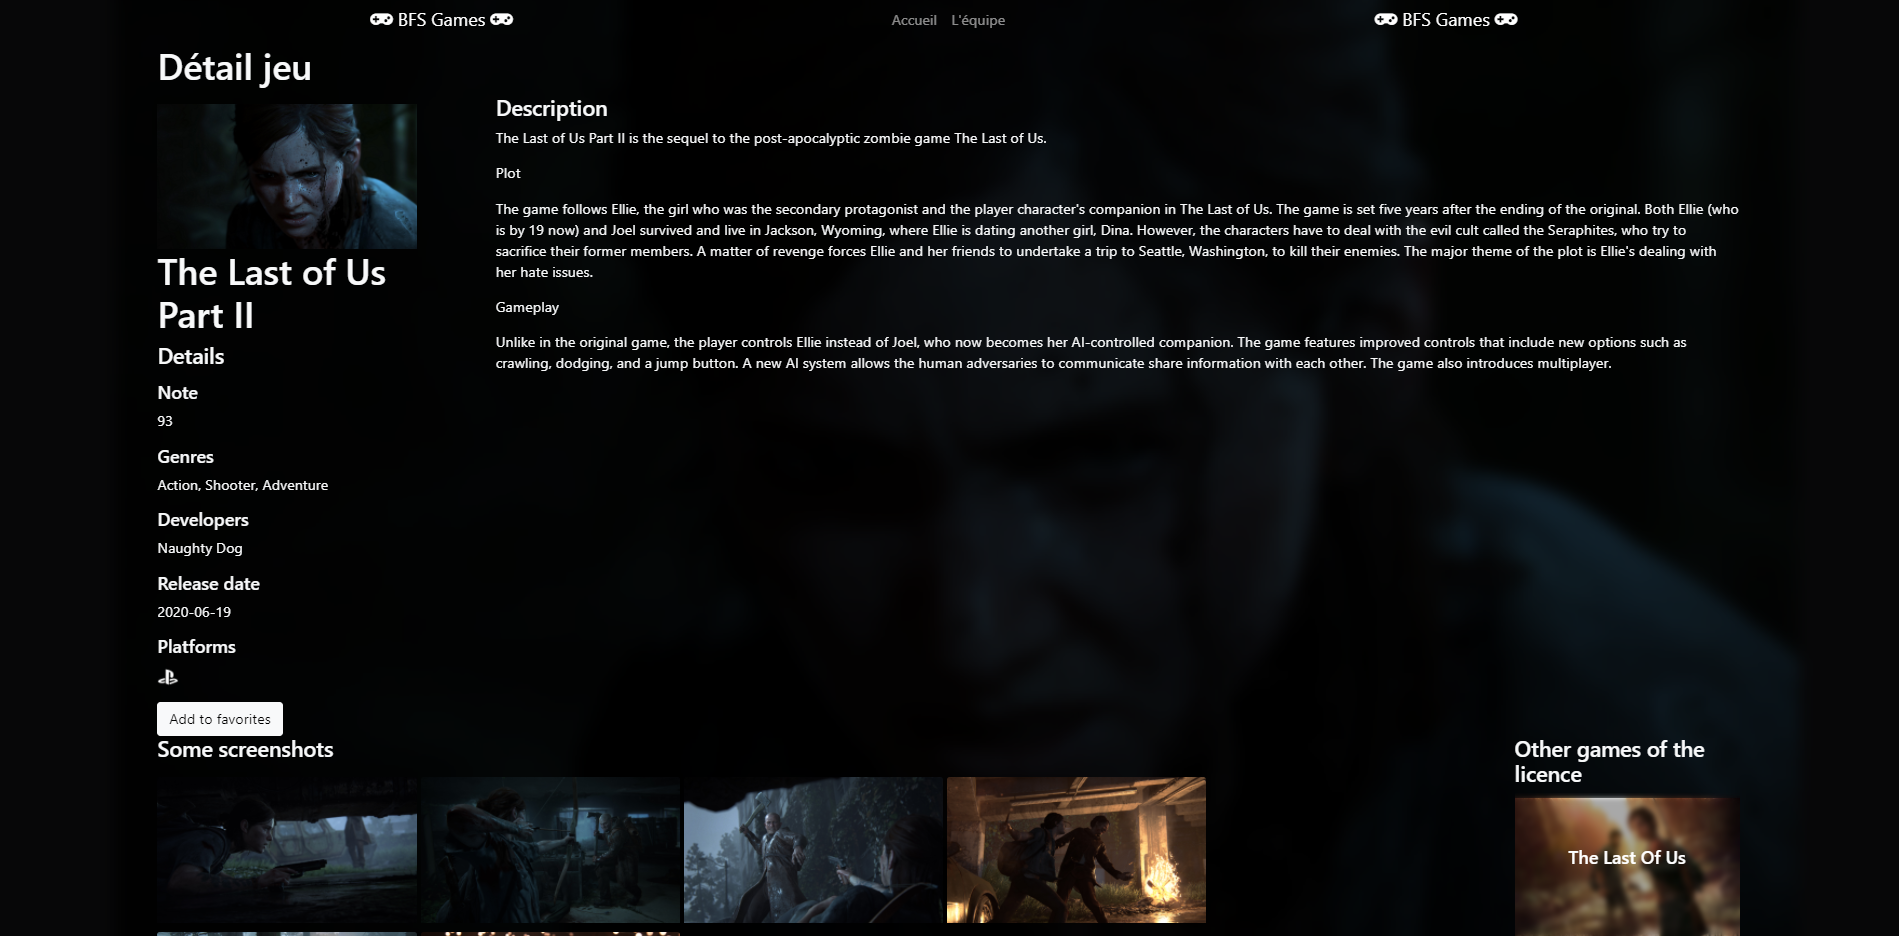 BFS Games
Accueil L'équipe
BFS Games
Détail jeu
The Last of Us
Part II
Details
Note
93
Genres
Action, Shooter, Adventure
Developers
Naughty Dog
Release date
2020-06-19
Platforms
Add to favorites
Description
The Last of Us Part II is the sequel to the post-apocalyptic zombie game The Last of Us.
Plot
The game follows Ellie, the girl who was the secondary protagonist and the player character's companion in The Last of Us. The game is set five years after the ending of the original. Both Ellie (who
is by 19 now) and Joel survived and live in Jackson, Wyoming, where Ellie is dating another girl, Dina. However, the characters have to deal with the evil cult called the Seraphites, who try to
sacrifice their former members. A matter of revenge forces Ellie and her friends to undertake a trip to Seattle, Washington, to kill their enemies. The major theme of the plot is Ellie's dealing with
her hate issues.
Gameplay
Unlike in the original game, the player controls Ellie instead of Joel, who now becomes her AI-controlled companion. The game features improved controls that include new options such as
crawling, dodging, and a jump button. A new AI system allows the human adversaries to communicate share information with each other. The game also introduces multiplayer.
Some screenshots
Other games of the
licence
The Last Of Us